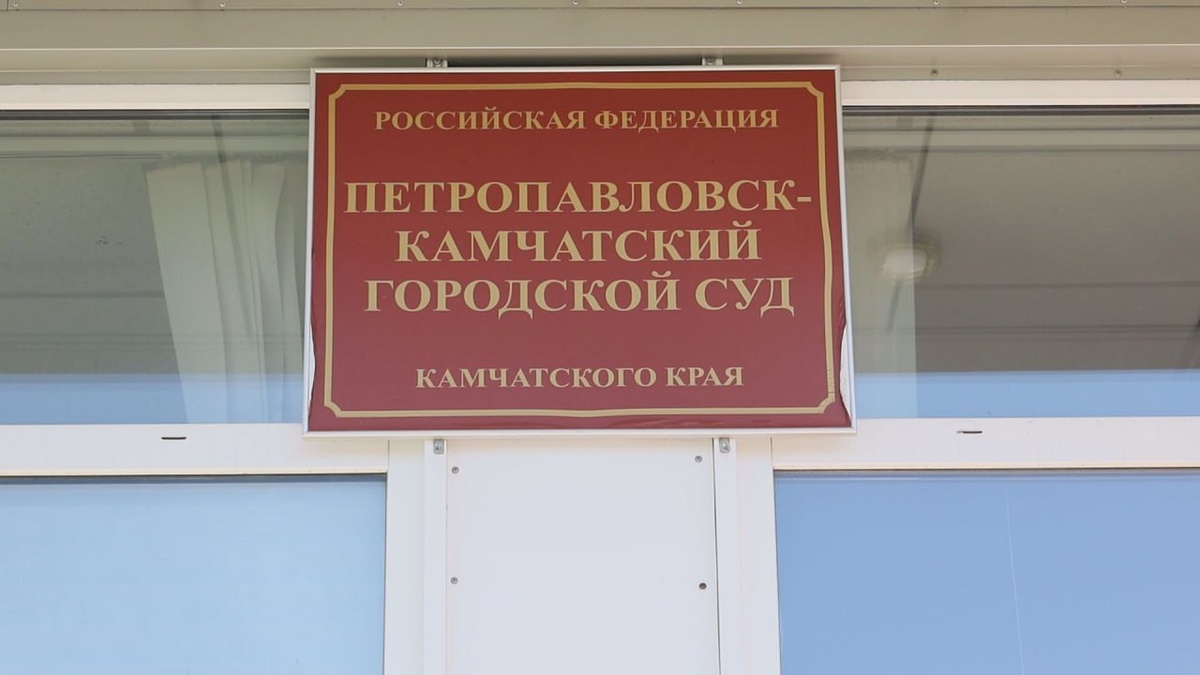 РОССИЙСКАЯ ФЕДЕРАЦИЯ
ПЕТРОПАВЛОВСК-
КАМЧАТСКИЙ
ГОРОДСКОЙ СУД
КАМЧАТСКОГО КРАЯ